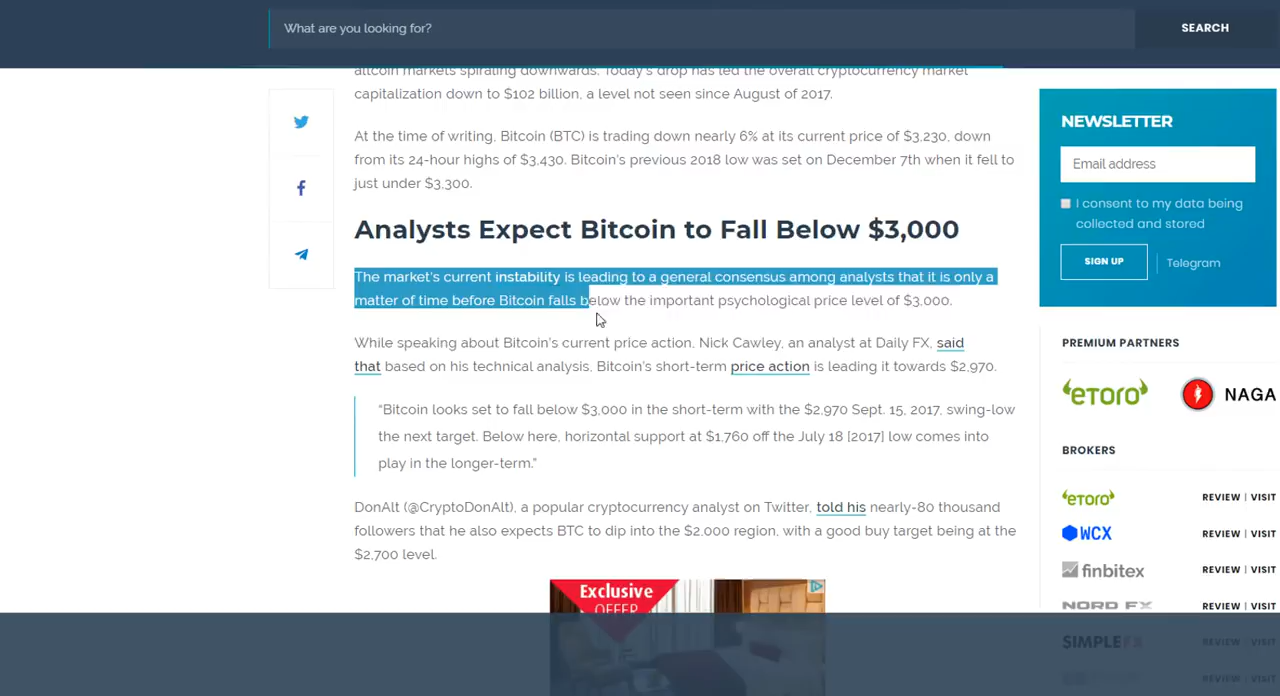 What are you looking for?
SEARCH
altcoin markets spiraling downwards. Today's drop has led the overall cryptocurrency market
capitalization down to $102 billion, a level not seen since August of 2017.
At the time of writing, Bitcoin (BTC) is trading down nearly 6% at its current price of $3,230, down
from its 24-hour highs of $3,430. Bitcoin's previous 2018 low was set on December 7th when it fell to
just under $3,300.
Analysts Expect Bitcoin to Fall Below $3,000
The market's current instability is leading to a general consensus among analysts that it is only a
matter of time before Bitcoin falls below the important psychological price level of $3,000.
While speaking about Bitcoin's current price action, Nick Cawley, an analyst at Daily FX, said
that based on his technical analysis, Bitcoin's short-term price action is leading it towards $2,970.
"Bitcoin looks set to fall below $3,000 in the short-term with the $2,970 Sept. 15, 2017, swing-low
the next target. Below here, horizontal support at $1,760 off the July 18 [2017] low comes into
play in the longer-term."
DonAlt (@CryptoDonAlt), a popular cryptocurrency analyst on Twitter, told his nearly-80 thousand
followers that he also expects BTC to dip into the $2,000 region, with a good buy target being at the
$2,700 level.
Exclusive
OFFER
NEWSLETTER
Email address
I consent to my data being
collected and stored
SIGN UP
Telegram
PREMIUM PARTNERS
eToro
NAGA
BROKERS
eToro REVIEW | VISIT
WCX REVIEW | VISIT
finbitex REVIEW | VISIT
NORD FX REVIEW | VISIT
SIMPLEFX REVIEW | VISIT
REVIEW | VISIT